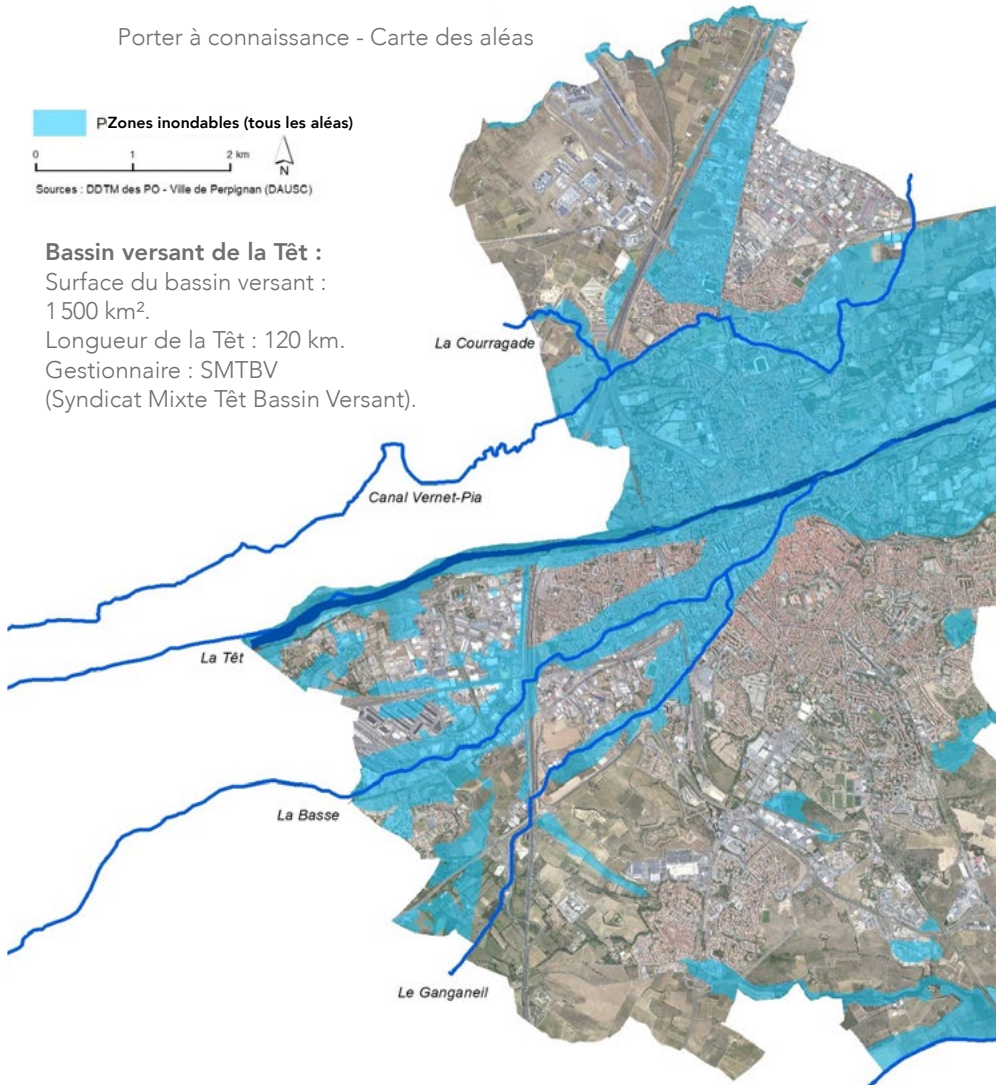 Porter à connaissance - Carte des aléas
PZones inondables (tous les aléas)
0 1 2 km
N
Sources : DDTM des PO - Ville de Perpignan (DAUSC)
Bassin versant de la Têt :
Surface du bassin versant :
1 500 km².
Longueur de la Têt : 120 km.
Gestionnaire : SMTBV
(Syndicat Mixte Têt Bassin Versant).
La Courragade
Canal Vernet-Pia
La Têt
La Basse
Le Ganganeil